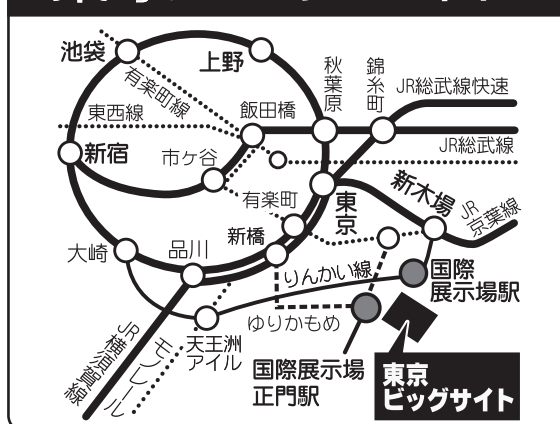 池袋
上野
秋葉原
錦糸町
JR総武線快速
有楽町線
東西線
飯田橋
JR総武線
新宿
市ヶ谷
有楽町
東京
新木場
JR
京葉線
大崎
品川
新橋
りんかい線
国際
展示場駅
ゆりかもめ
天王洲
アイル
JR横須賀線
モノレール
国際展示場
正門駅
東京
ビッグサイト